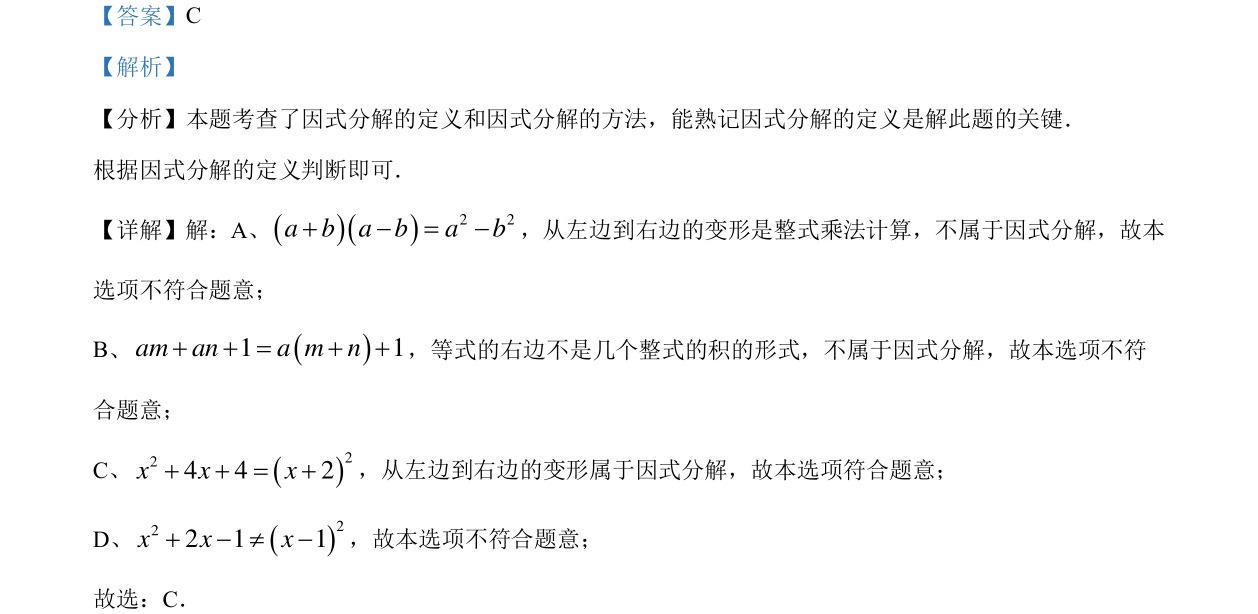 【答案】C
【解析】
【分析】本题考查了因式分解的定义和因式分解的方法，能熟记因式分解的定义是解此题的关键．
根据因式分解的定义判断即可．
【详解】解：A、(a+b)(a−b)=a²−b²，从左边到右边的变形是整式乘法计算，不属于因式分解，故本
选项不符合题意；
B、am+an+1=a(m+n)+1，等式的右边不是几个整式的积的形式，不属于因式分解，故本选项不符
合题意；
C、x²+4x+4=(x+2)²，从左边到右边的变形属于因式分解，故本选项符合题意；
D、x²+2x−1≠(x−1)²，故本选项不符合题意；
故选：C．